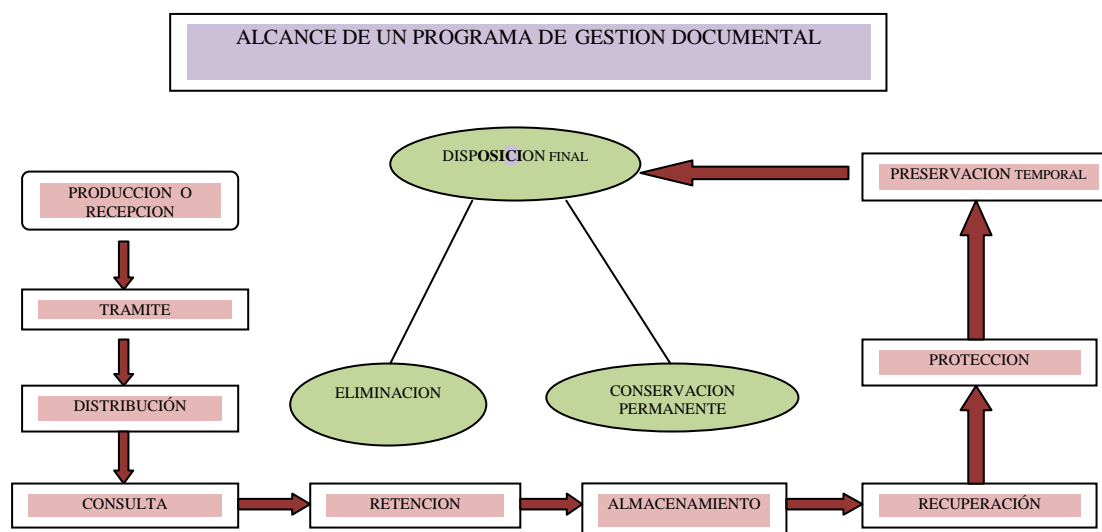 ALCANCE DE UN PROGRAMA DE GESTION DOCUMENTAL
PRODUCCION O
RECEPCION
TRAMITE
DISTRIBUCIÓN
CONSULTA
RETENCION
ALMACENAMIENTO
RECUPERACIÓN
PROTECCION
PRESERVACION TEMPORAL
DISPOSICION FINAL
ELIMINACION
CONSERVACION
PERMANENTE